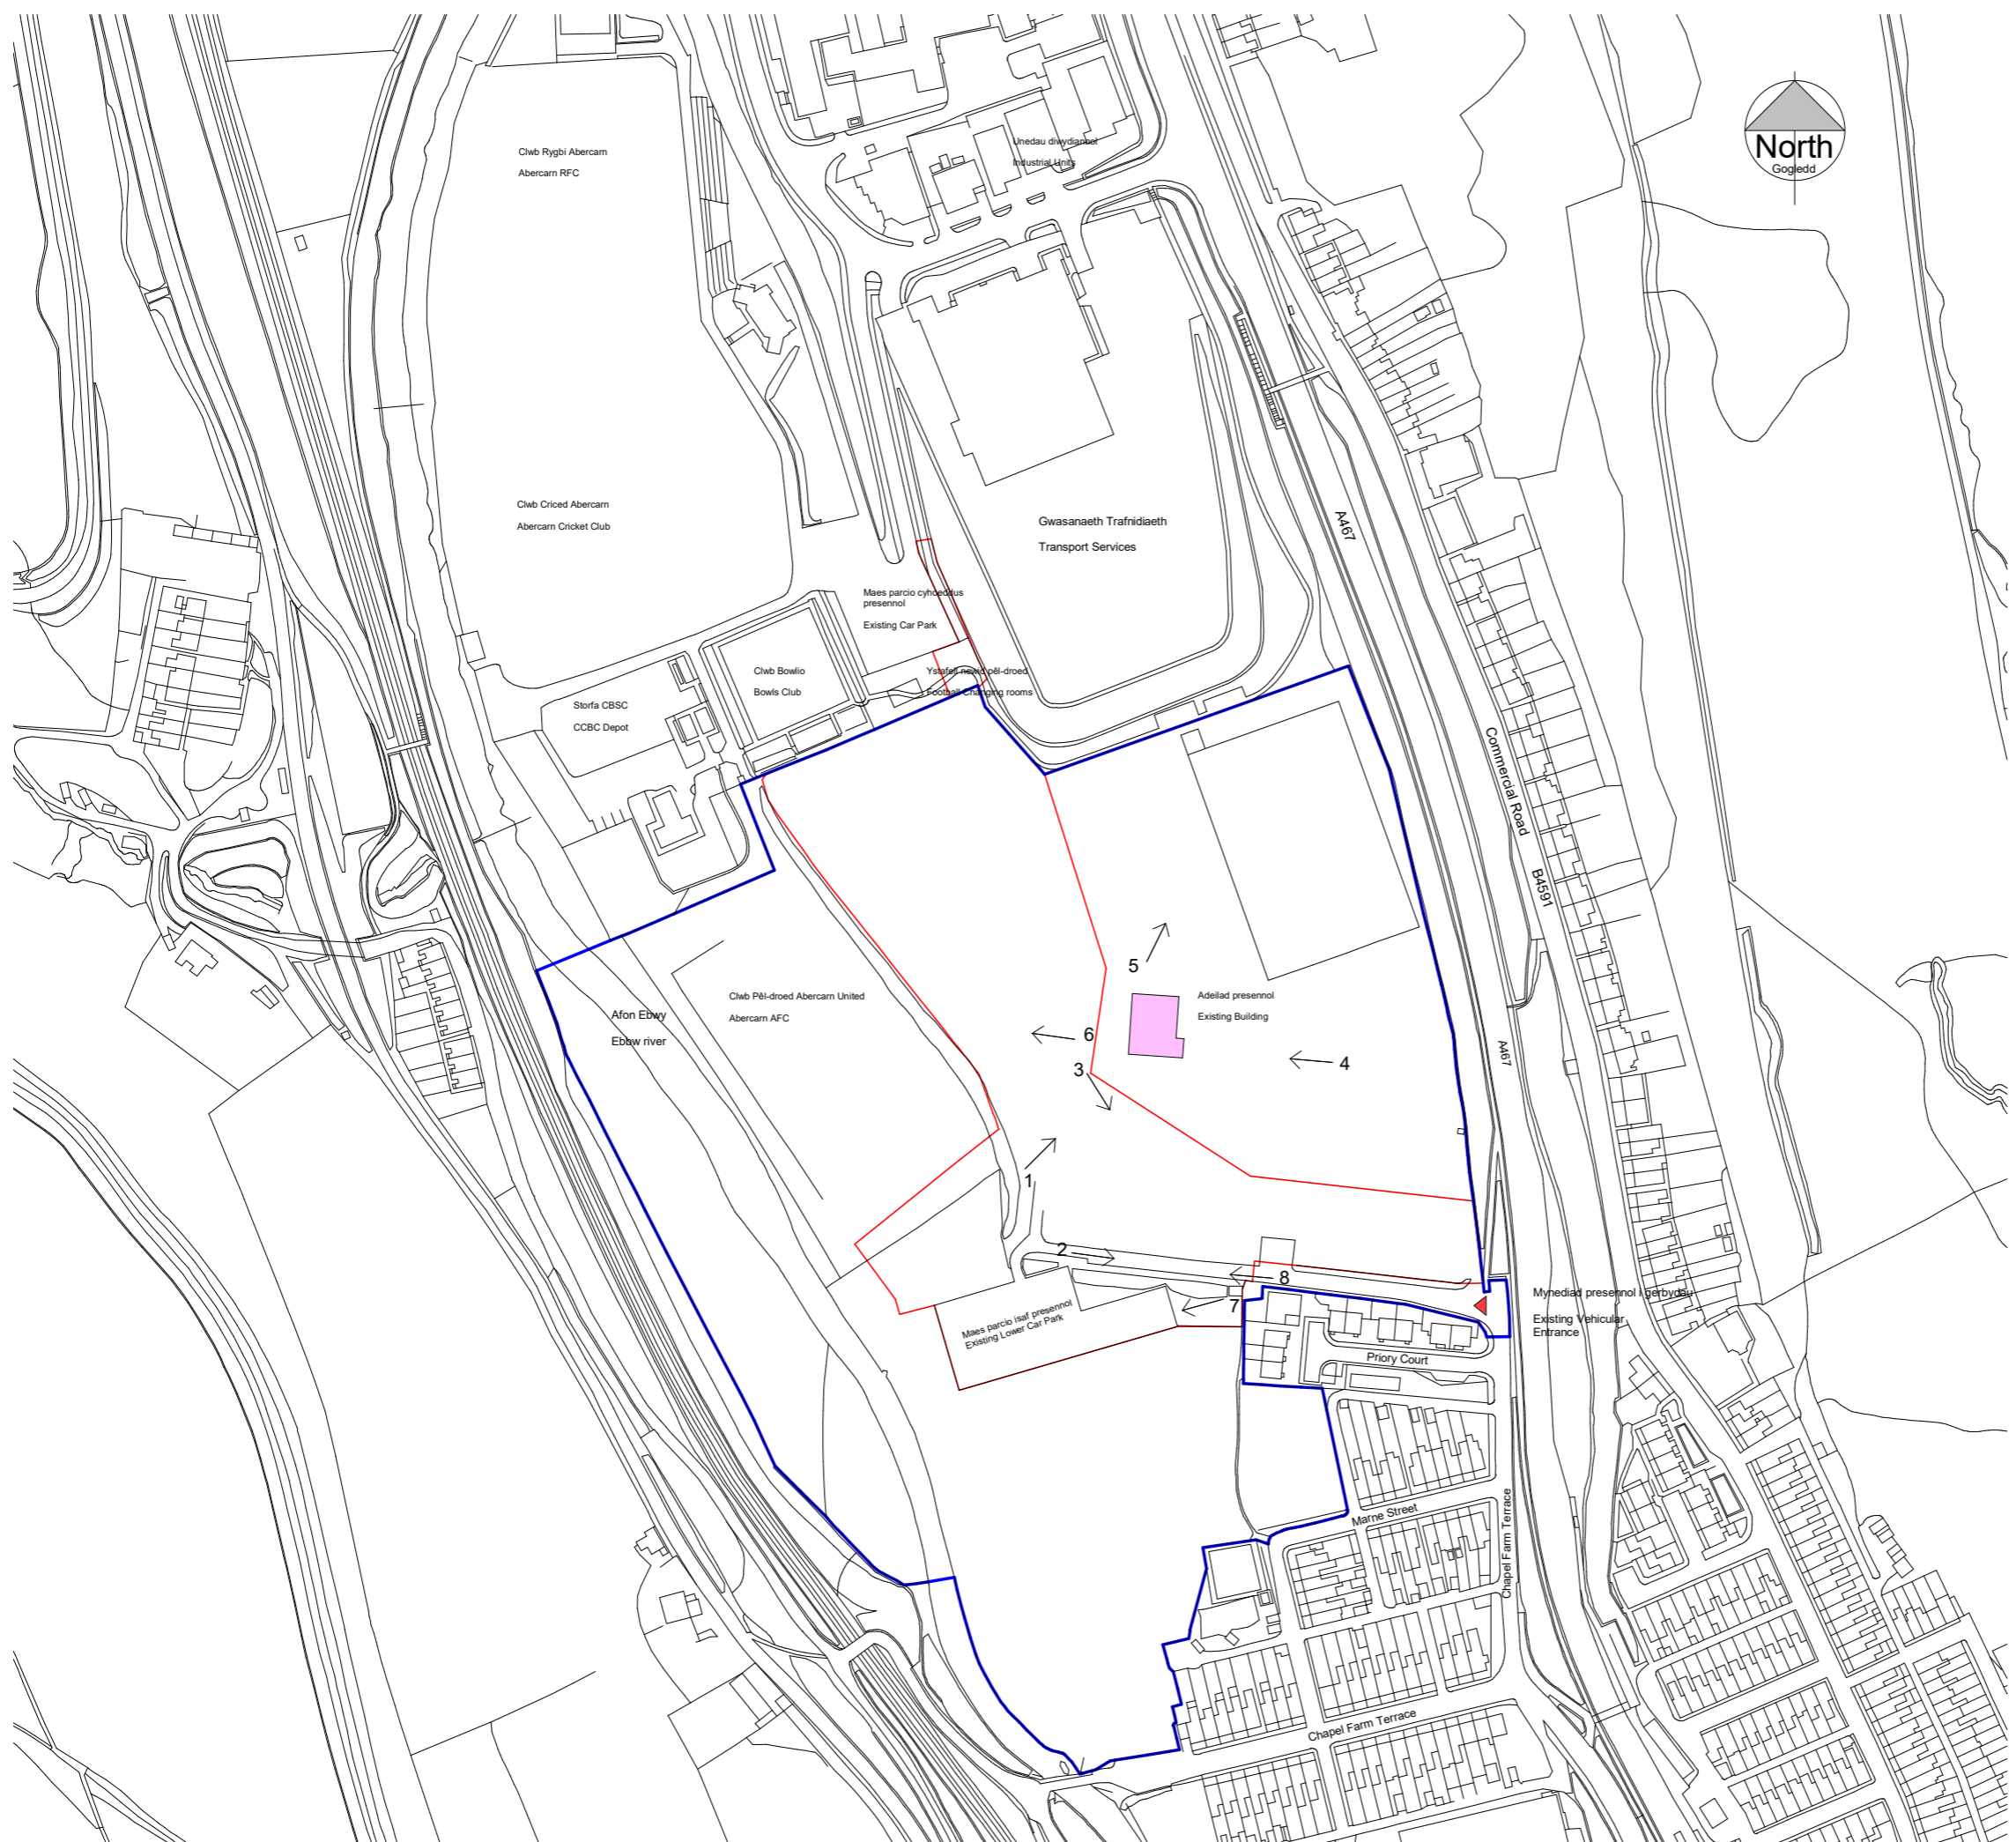 Clwb Rygbi Abercarn
Abercarn RFC
Unedau diwydiannol
Industrial Units
North
Gogledd
Clwb Criced Abercarn
Abercarn Cricket Club
Gwasanaeth Trafnidiaeth
Transport Services
A467
Maes parcio cyhoeddus
presennol
Existing Car Park
Clwb Bowlio
Bowls Club
Ystafell newid pêl-droed
Football Changing rooms
Storfa CBSC
CCBC Depot
Commercial Road
B4591
5
Clwb Pêl-droed Abercarn United
Abercarn AFC
Adeilad presennol
Existing Building
Afon Ebwy
Ebbw river
6
3
4
A467
1
2
8
7
Maes parcio isaf presennol
Existing Lower Car Park
Mynediad presennol i gerbydau
Existing Vehicular
Entrance
Priory Court
Marne Street
Chapel Farm Terrace
Chapel Farm Terrace